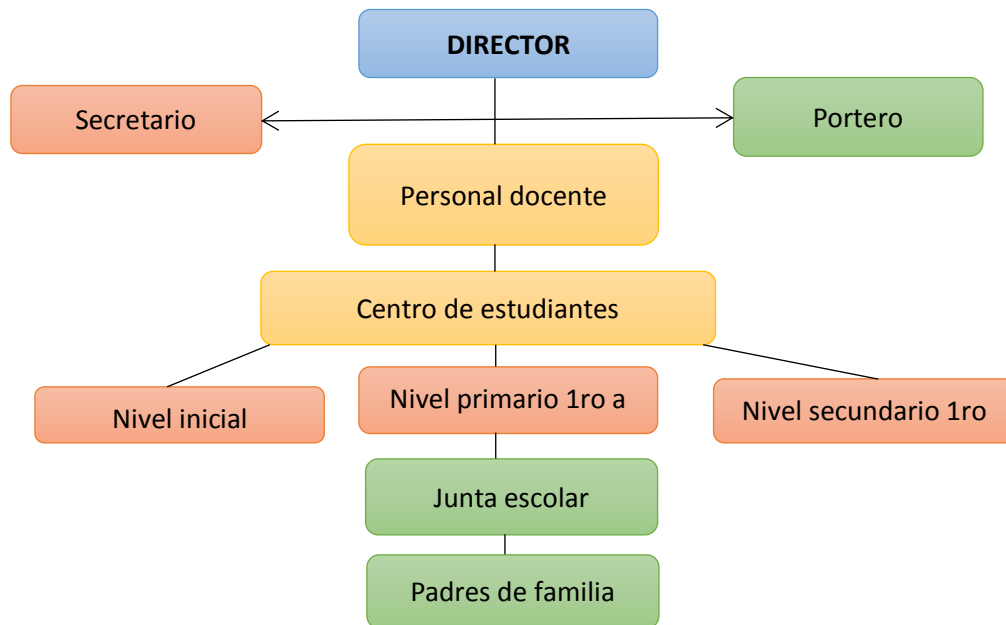 DIRECTOR
Secretario
Portero
Personal docente
Centro de estudiantes
Nivel inicial
Nivel primario 1ro a
Nivel secundario 1ro
Junta escolar
Padres de familia